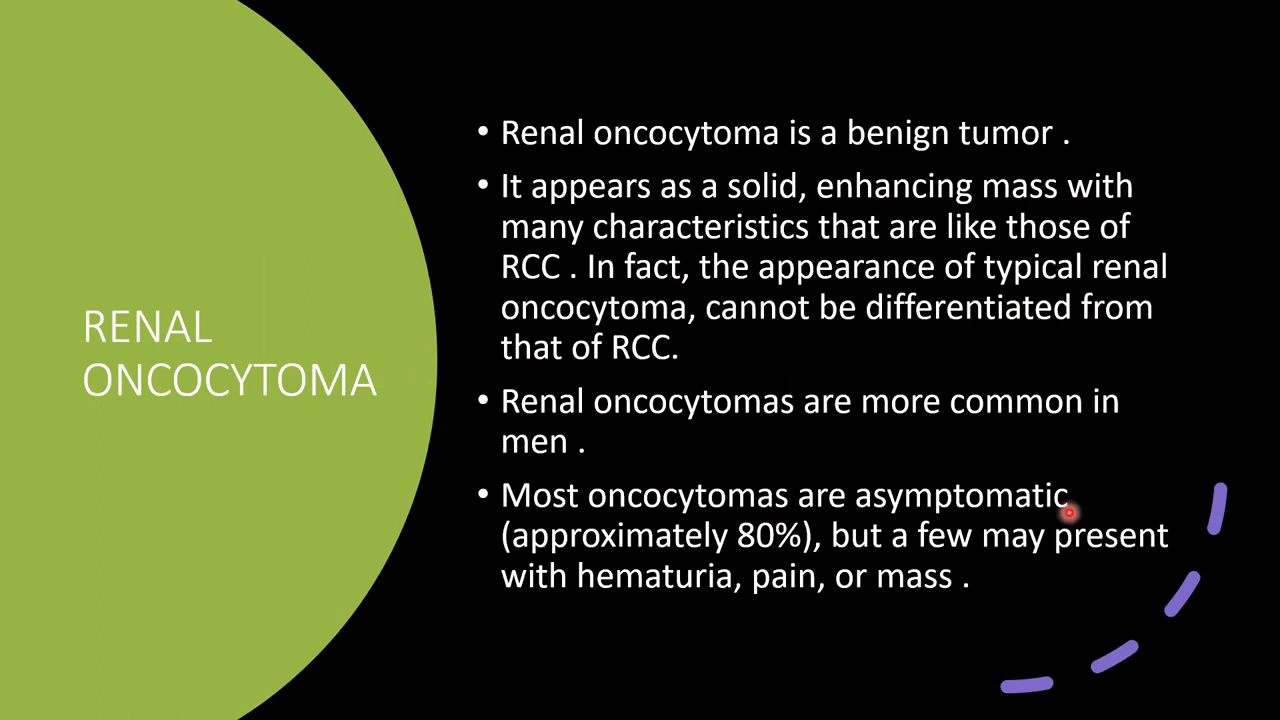 RENAL
ONCOCYTOMA
• Renal oncocytoma is a benign tumor .
• It appears as a solid, enhancing mass with
many characteristics that are like those of
RCC . In fact, the appearance of typical renal
oncocytoma, cannot be differentiated from
that of RCC.
• Renal oncocytomas are more common in
men .
• Most oncocytomas are asymptomatic
(approximately 80%), but a few may present
with hematuria, pain, or mass .